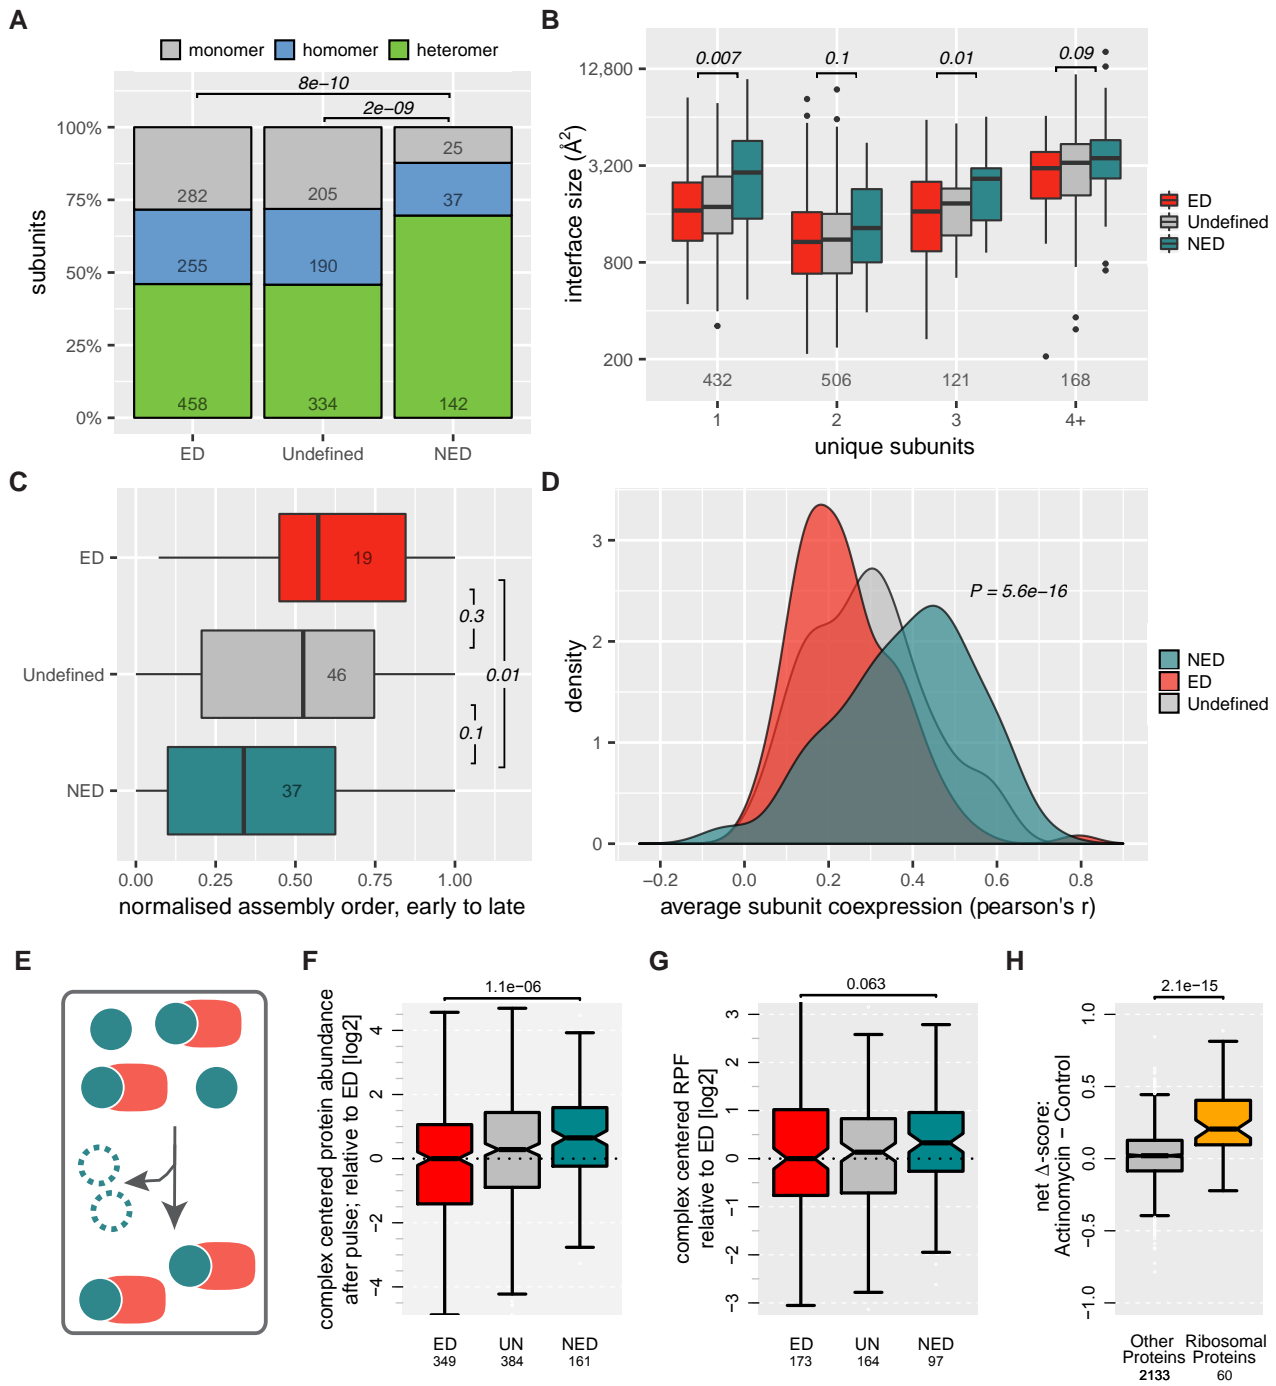 A
monomer homomer heteromer
8e−10
2e−09
100%
75%
50%
25%
0%
subunits
282 205 25
255 190 37
458 334 142
ED Undefined NED
B
12,800
3,200
800
200
interface size (Å2)
0.007 0.1 0.01 0.09
432 506 121 168
1 2 3 4+
unique subunits
ED
Undefined
NED
C
ED
Undefined
NED
19
46
37
0.3
0.01
0.1
0.00 0.25 0.50 0.75 1.00
normalised assembly order, early to late
D
3
2
1
0
density
P = 5.6e−16
−0.2 0.0 0.2 0.4 0.6 0.8
average subunit coexpression (pearson's r)
NED
ED
Undefined
E
F
complex centered protein abundance
after pulse; relative to ED [log2]
1.1e−06
4
2
0
−2
−4
ED UN NED
349 384 161
G
complex centered RPF
relative to ED [log2]
0.063
3
2
1
0
−1
−2
−3
ED UN NED
173 164 97
H
net Δ-score:
Actinomycin − Control
2.1e−15
1.0
0.5
0.0
−0.5
−1.0
Other Ribosomal
Proteins Proteins
2133 60